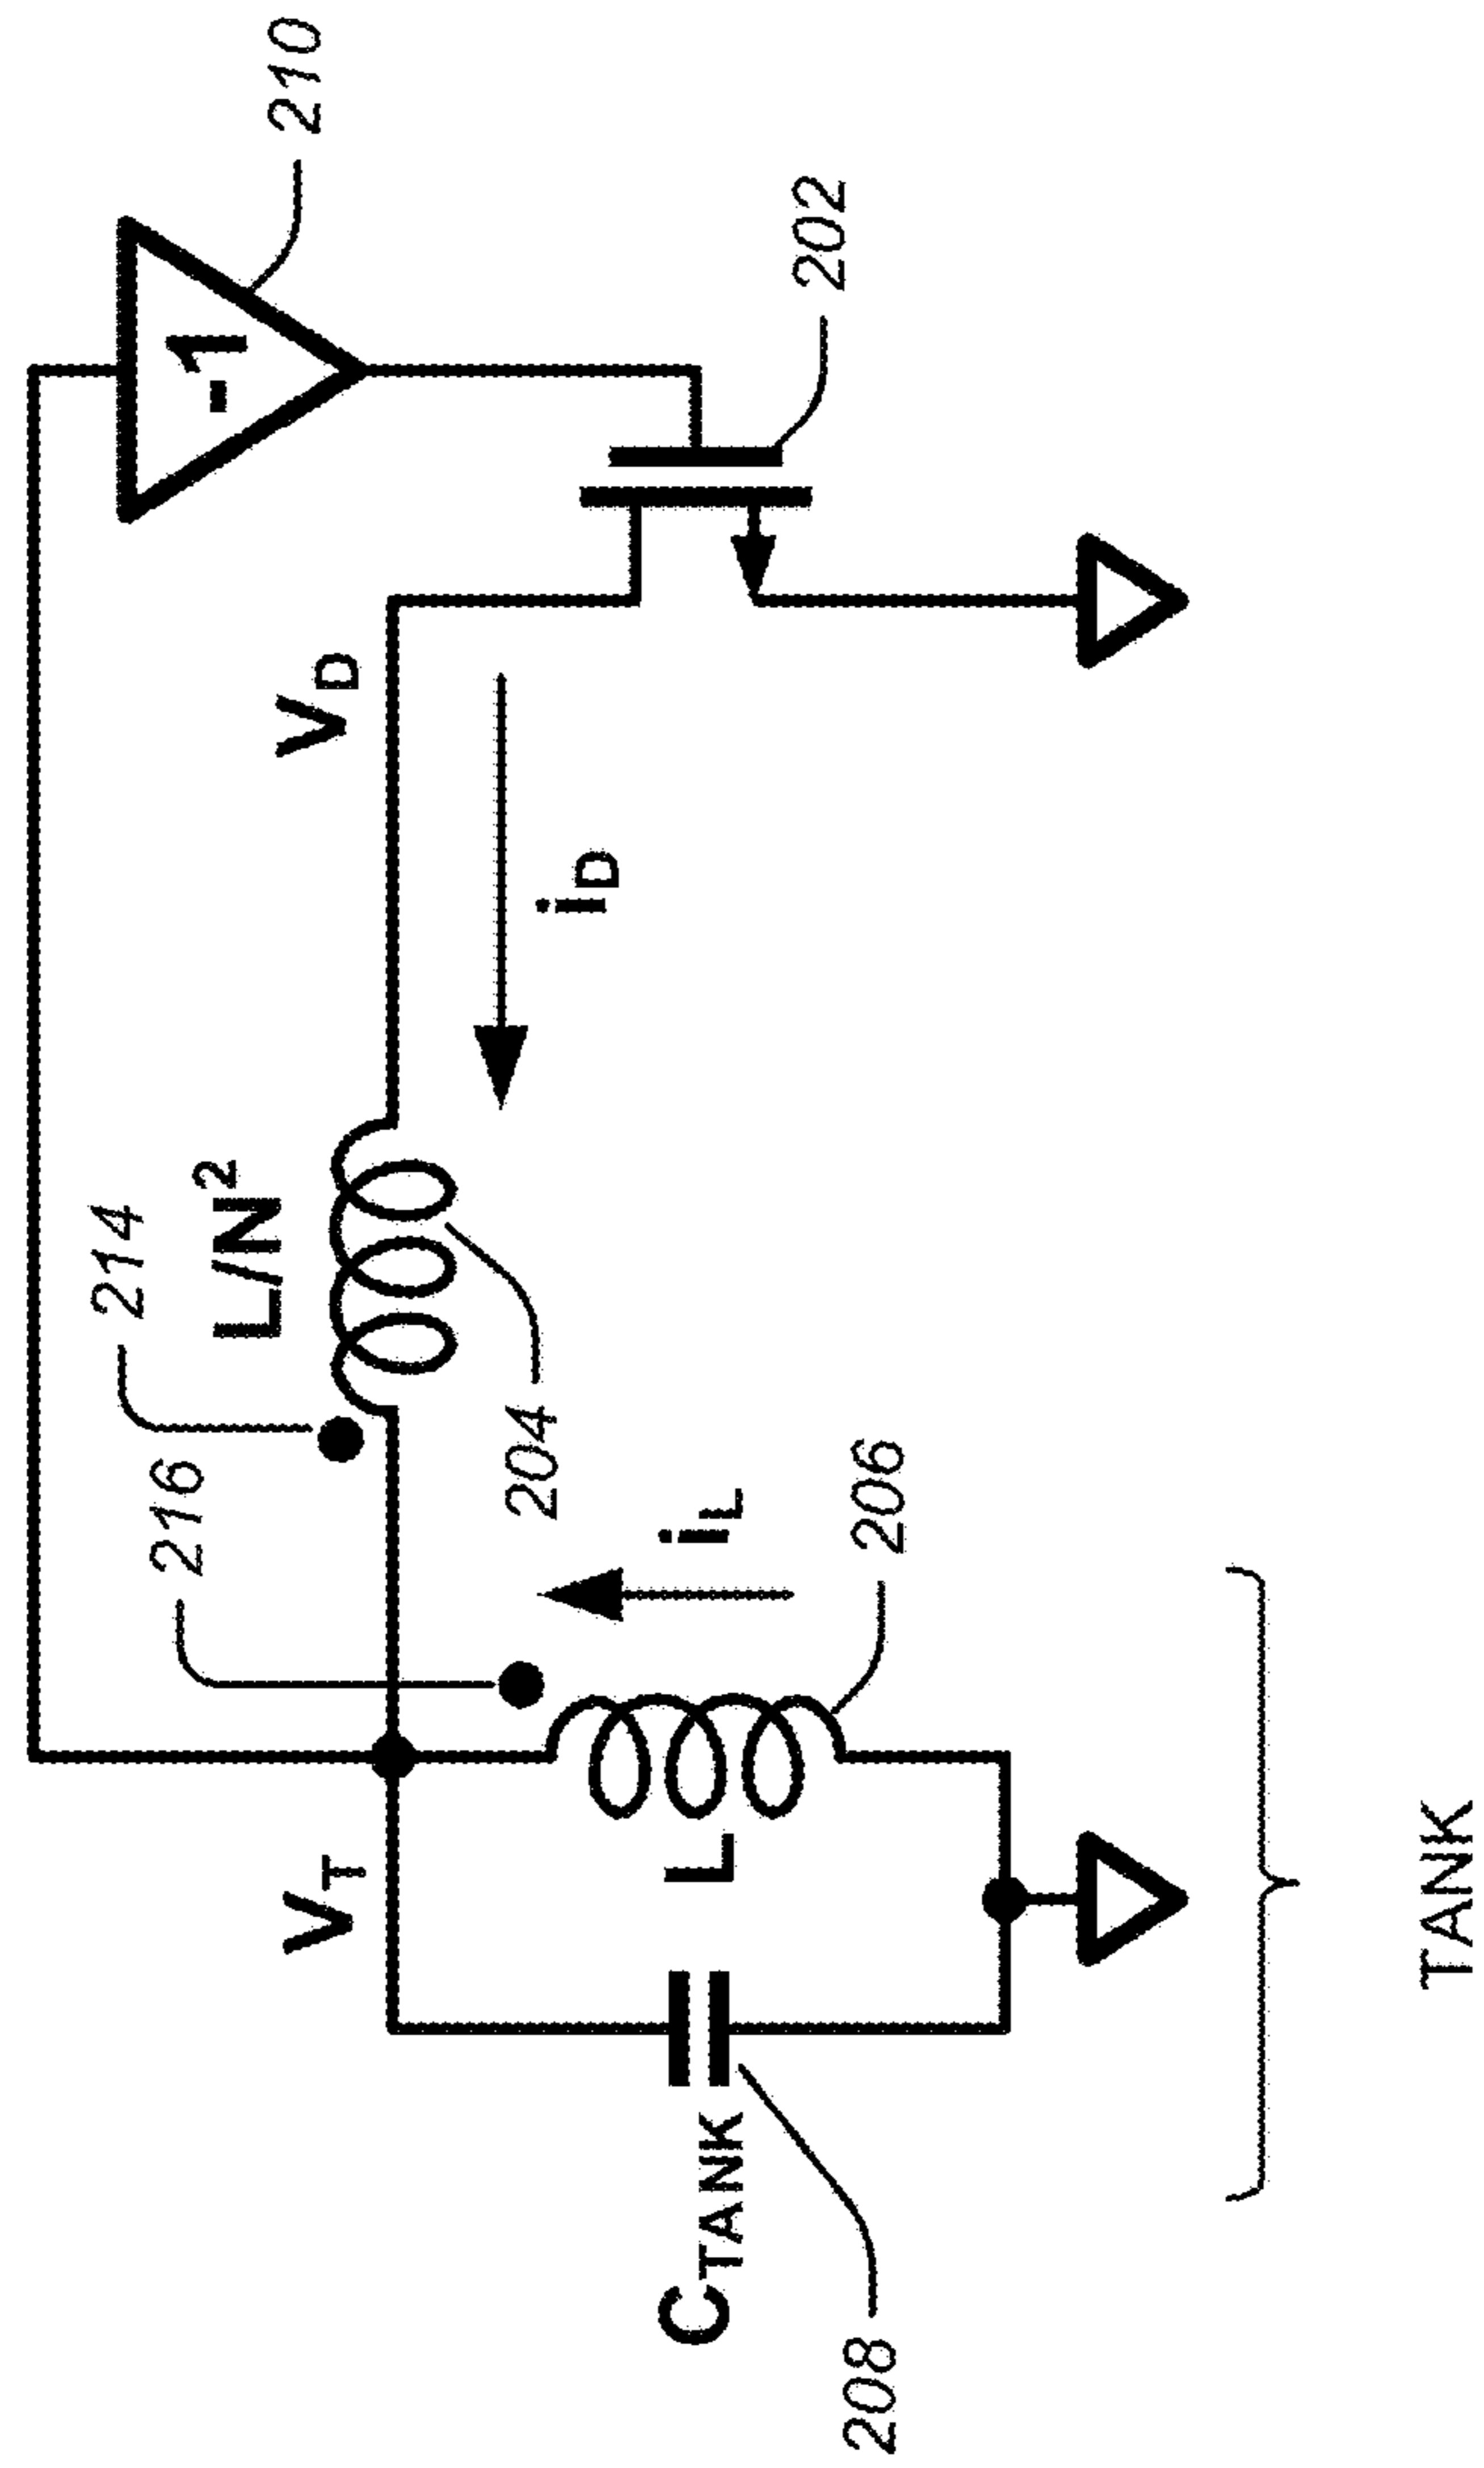 210
-1
202
V_D
i_D
214
L/N²
204
216
i_L
206
V_T
L
C_TANK
208
TANK